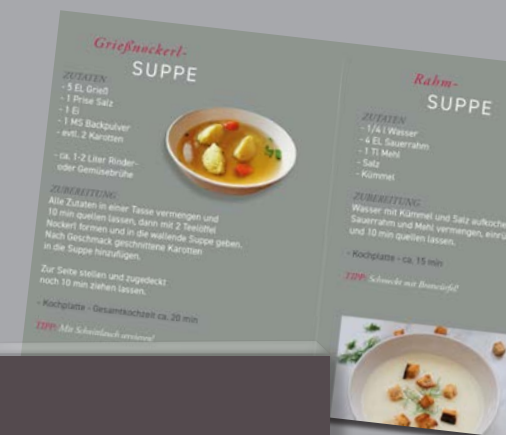 Grießnockerl-
SUPPE
ZUTATEN
- 5 EL Grieß
- 1 Prise Salz
- 1 Ei
- 1 MS Backpulver
- evtl. 2 Karotten
- ca. 1-2 Liter Rinder-
oder Gemüsebrühe
ZUBEREITUNG
Alle Zutaten in einer Tasse vermengen und
10 min quellen lassen, dann mit 2 Teelöffel
Nockerl formen und in die wallende Suppe geben.
Nach Geschmack geschnittene Karotten
in die Suppe hinzufügen.
Zur Seite stellen und zugedeckt
noch 10 min ziehen lassen.
- Kochplatte - Gesamtkochzeit ca. 20 min
TIPP: Mit Schnittlauch servieren!
Rahm-
SUPPE
ZUTATEN
- 1/4 l Wasser
- 4 EL Sauerrahm
- 1 Tl Mehl
- Salz
- Kümmel
ZUBEREITUNG
Wasser mit Kümmel und Salz aufkoche
Sauerrahm und Mehl vermengen, einrü
und 10 min quellen lassen.
- Kochplatte - ca. 15 min
TIPP: Schmeckt mit